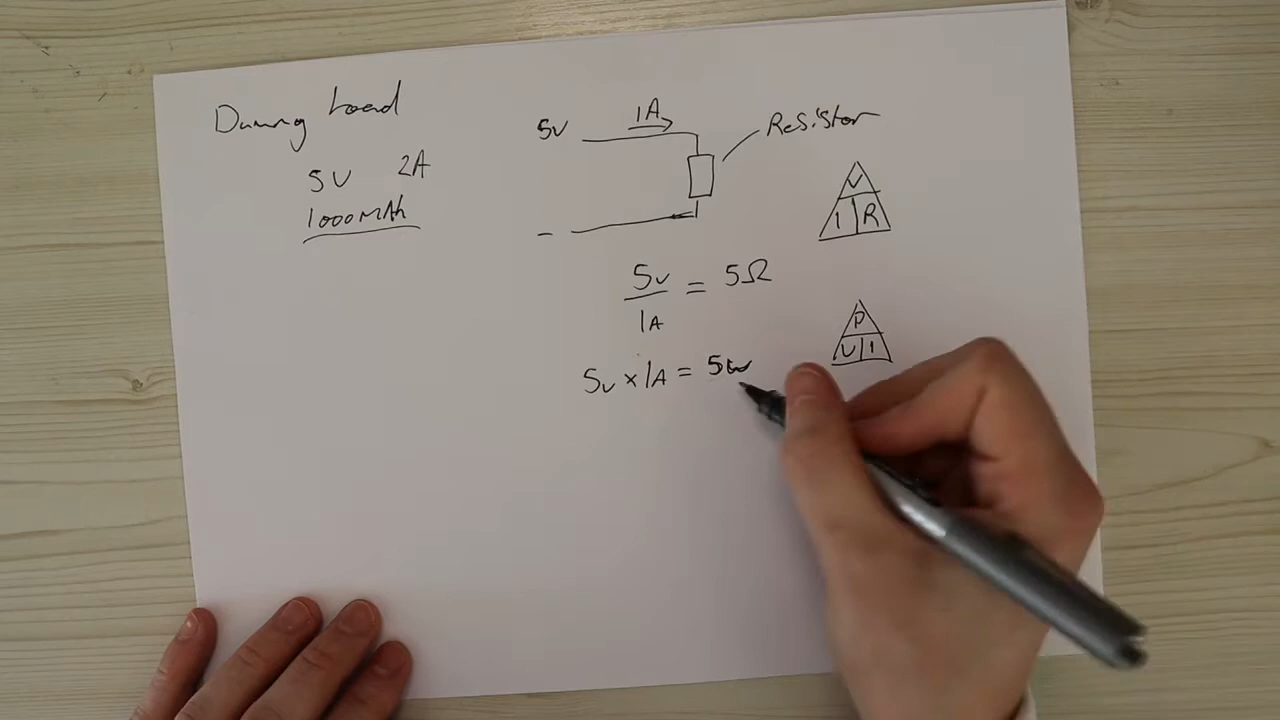 Dummy Load
5V 2A
1000mAh
5V 1A Resistor
-
V
I R
5V
1A
= 5Ω
P
V I
5V × 1A = 5W